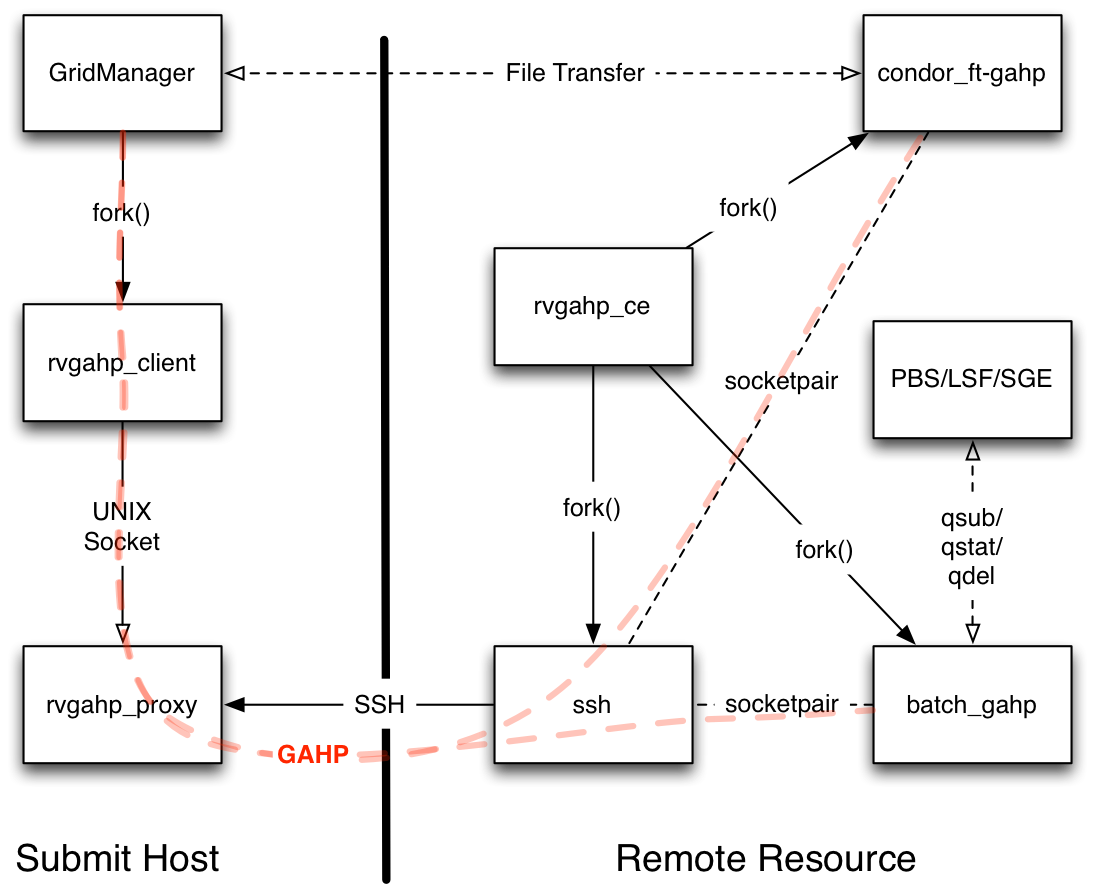 GridManager
File Transfer
condor_ft-gahp
fork()
fork()
rvgahp_ce
rvgahp_client
socketpair
PBS/LSF/SGE
UNIX
Socket
fork()
fork()
qsub/
qstat/
qdel
rvgahp_proxy
SSH
ssh
socketpair
batch_gahp
GAHP
Submit Host
Remote Resource